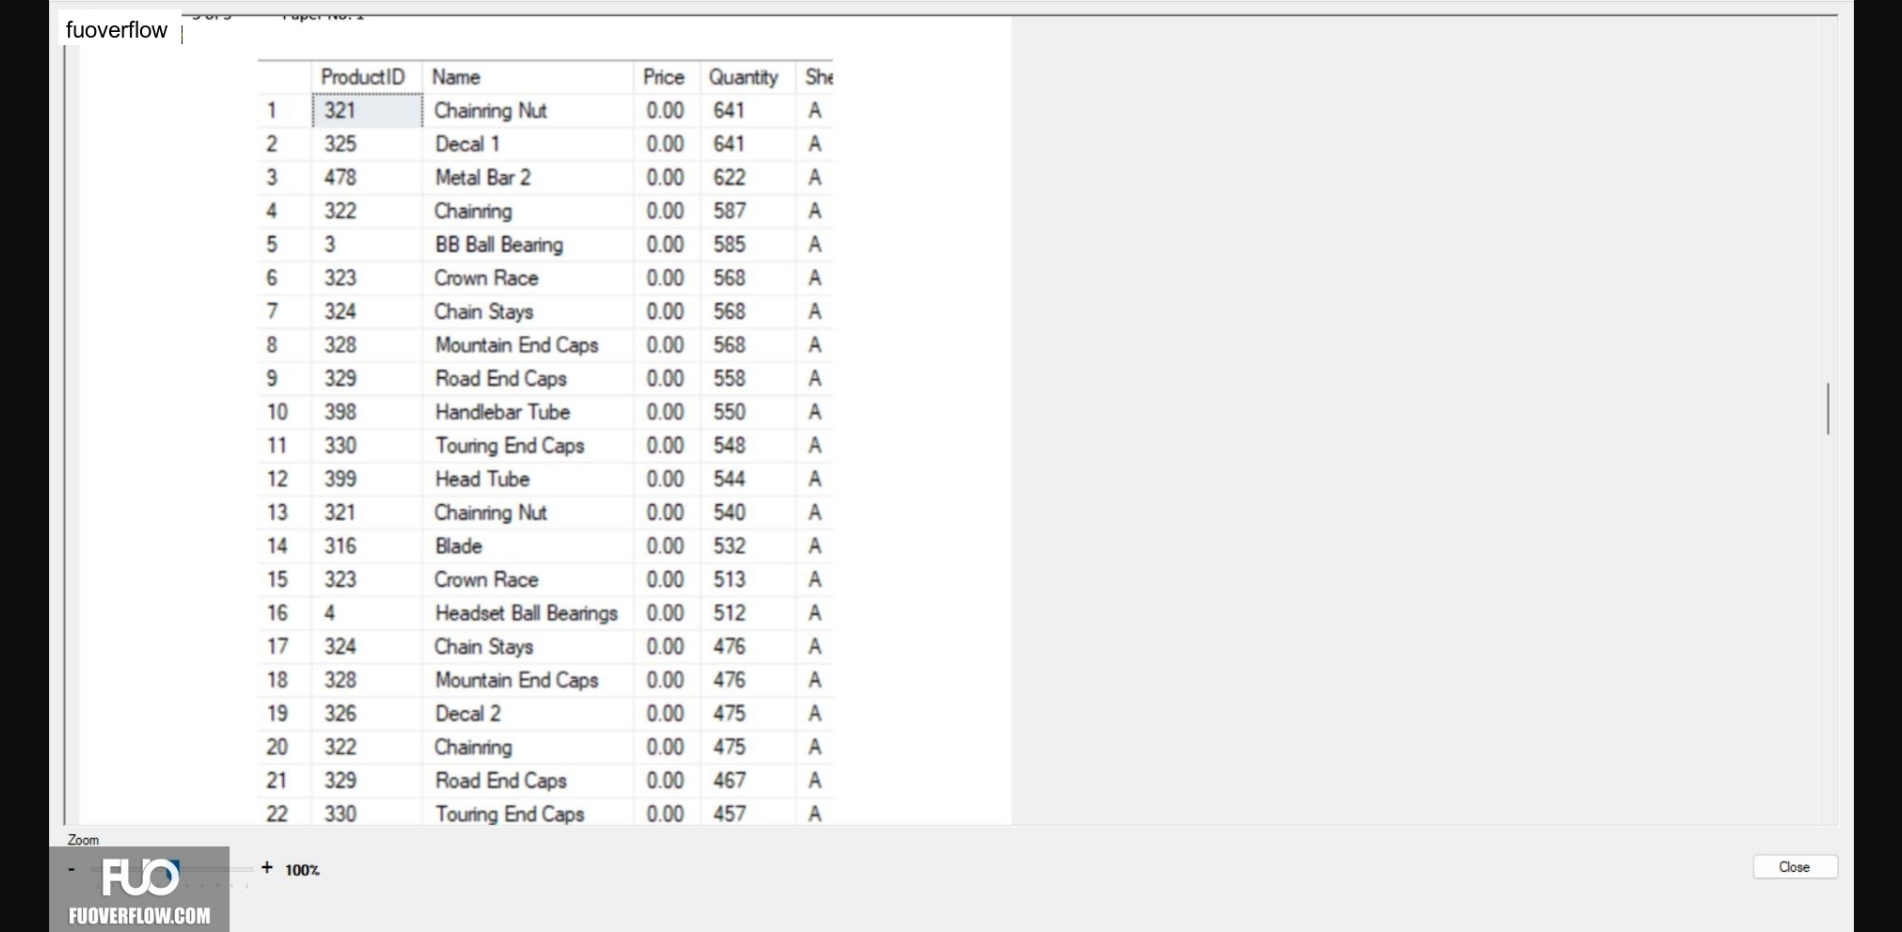 fuoverflow
ProductID Name Price Quantity She
1 321 Chainring Nut 0.00 641 A
2 325 Decal 1 0.00 641 A
3 478 Metal Bar 2 0.00 622 A
4 322 Chainring 0.00 587 A
5 3 BB Ball Bearing 0.00 585 A
6 323 Crown Race 0.00 568 A
7 324 Chain Stays 0.00 568 A
8 328 Mountain End Caps 0.00 568 A
9 329 Road End Caps 0.00 558 A
10 398 Handlebar Tube 0.00 550 A
11 330 Touring End Caps 0.00 548 A
12 399 Head Tube 0.00 544 A
13 321 Chainring Nut 0.00 540 A
14 316 Blade 0.00 532 A
15 323 Crown Race 0.00 513 A
16 4 Headset Ball Bearings 0.00 512 A
17 324 Chain Stays 0.00 476 A
18 328 Mountain End Caps 0.00 476 A
19 326 Decal 2 0.00 475 A
20 322 Chainring 0.00 475 A
21 329 Road End Caps 0.00 467 A
22 330 Touring End Caps 0.00 457 A
Zoom
- + 100%
Close
FUO
FUOVERFLOW.COM